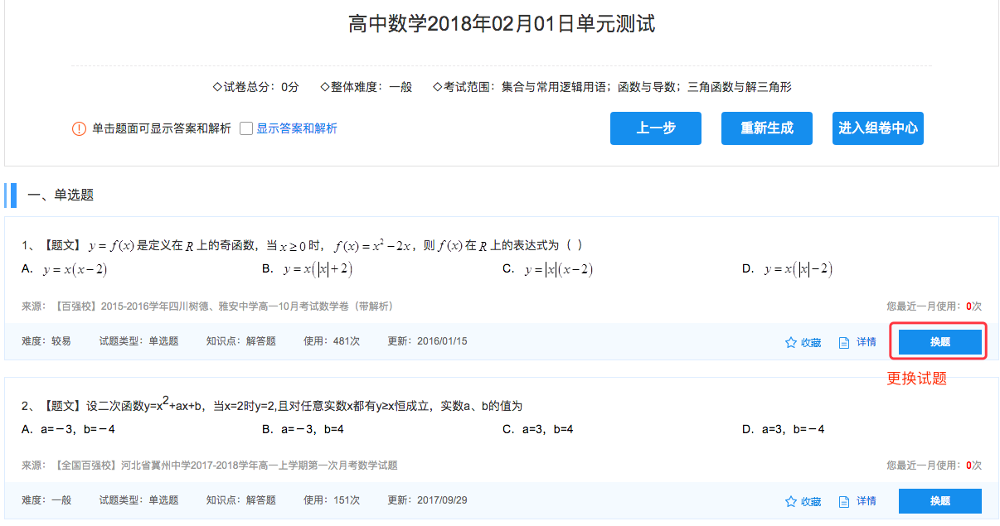 高中数学2018年02月01日单元测试
◇试卷总分：0分 ◇整体难度：一般 ◇考试范围：集合与常用逻辑用语；函数与导数；三角函数与解三角形
! 单击题面可显示答案和解析 显示答案和解析 上一步 重新生成 进入组卷中心
一、单选题
1、【题文】y = f(x)是定义在 R 上的奇函数，当 x ≥ 0 时， f(x) = x² − 2x，则 f(x) 在 R 上的表达式为（ ）
A. y = x(x − 2) B. y = x(|x| + 2) C. y = |x|(x − 2) D. y = x(|x| − 2)
来源：【百强校】2015-2016学年四川树德、雅安中学高一10月考试数学卷（带解析） 您最近一月使用：0次
难度：较易 试题类型：单选题 知识点：解答题 使用：481次 更新：2016/01/15 收藏 详情 换题
更换试题
2、【题文】设二次函数y=x²+ax+b，当x=2时y=2,且对任意实数x都有y≥x恒成立，实数a、b的值为
A. a=－3，b=－4 B. a=－3，b=4 C. a=3，b=4 D. a=3，b=－4
来源：【全国百强校】河北省冀州中学2017-2018学年高一上学期第一次月考数学试题 您最近一月使用：0次
难度：一般 试题类型：单选题 知识点：解答题 使用：151次 更新：2017/09/29 收藏 详情 换题